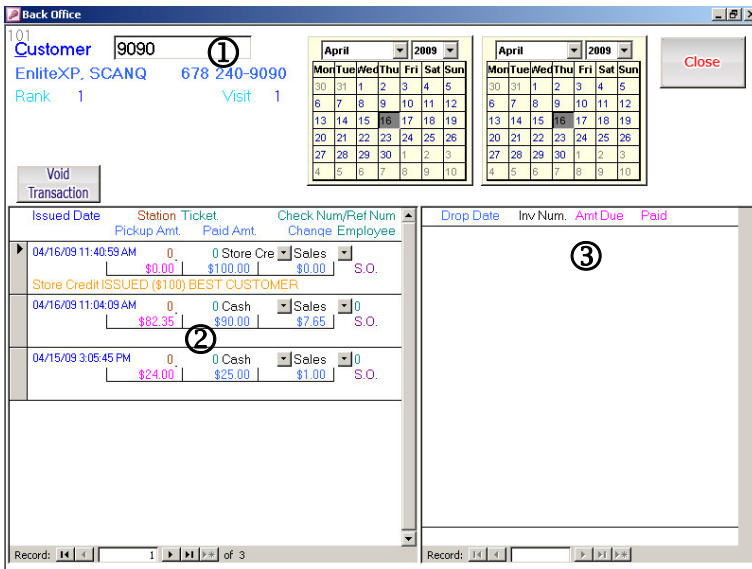 Back Office
101
Customer 9090 ①
EnliteXP, SCANQ 678 240-9090
Rank 1 Visit 1
Void
Transaction
April 2009
Mon Tue Wed Thu Fri Sat Sun
30 31 1 2 3 4 5
6 7 8 9 10 11 12
13 14 15 16 17 18 19
20 21 22 23 24 25 26
27 28 29 30 1 2 3
4 5 6 7 8 9 10
April 2009
Mon Tue Wed Thu Fri Sat Sun
30 31 1 2 3 4 5
6 7 8 9 10 11 12
13 14 15 16 17 18 19
20 21 22 23 24 25 26
27 28 29 30 1 2 3
4 5 6 7 8 9 10
Close
Issued Date Station Ticket. Check Num/Ref Num
Pickup Amt. Paid Amt. Change Employee
04/16/09 11:40:59 AM 0 0 Store Cre Sales
$0.00 $100.00 $0.00 S.O.
Store Credit ISSUED ($100) BEST CUSTOMER
04/16/09 11:04:09 AM 0 0 Cash Sales 0
$82.35 $90.00 $7.65 S.O.
②
04/15/09 3:05:45 PM 0 0 Cash Sales 0
$24.00 $25.00 $1.00 S.O.
Record: 1 of 3
Drop Date Inv Num. Amt Due Paid
③
Record: